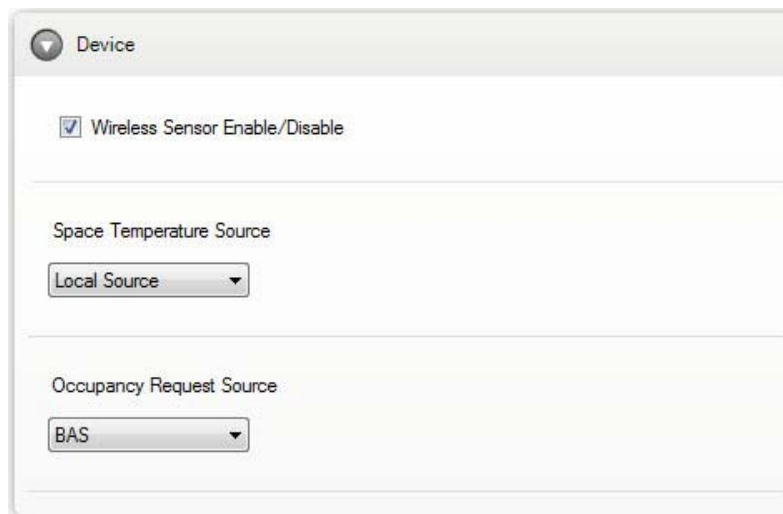 Device
Wireless Sensor Enable/Disable
Space Temperature Source
Local Source
Occupancy Request Source
BAS